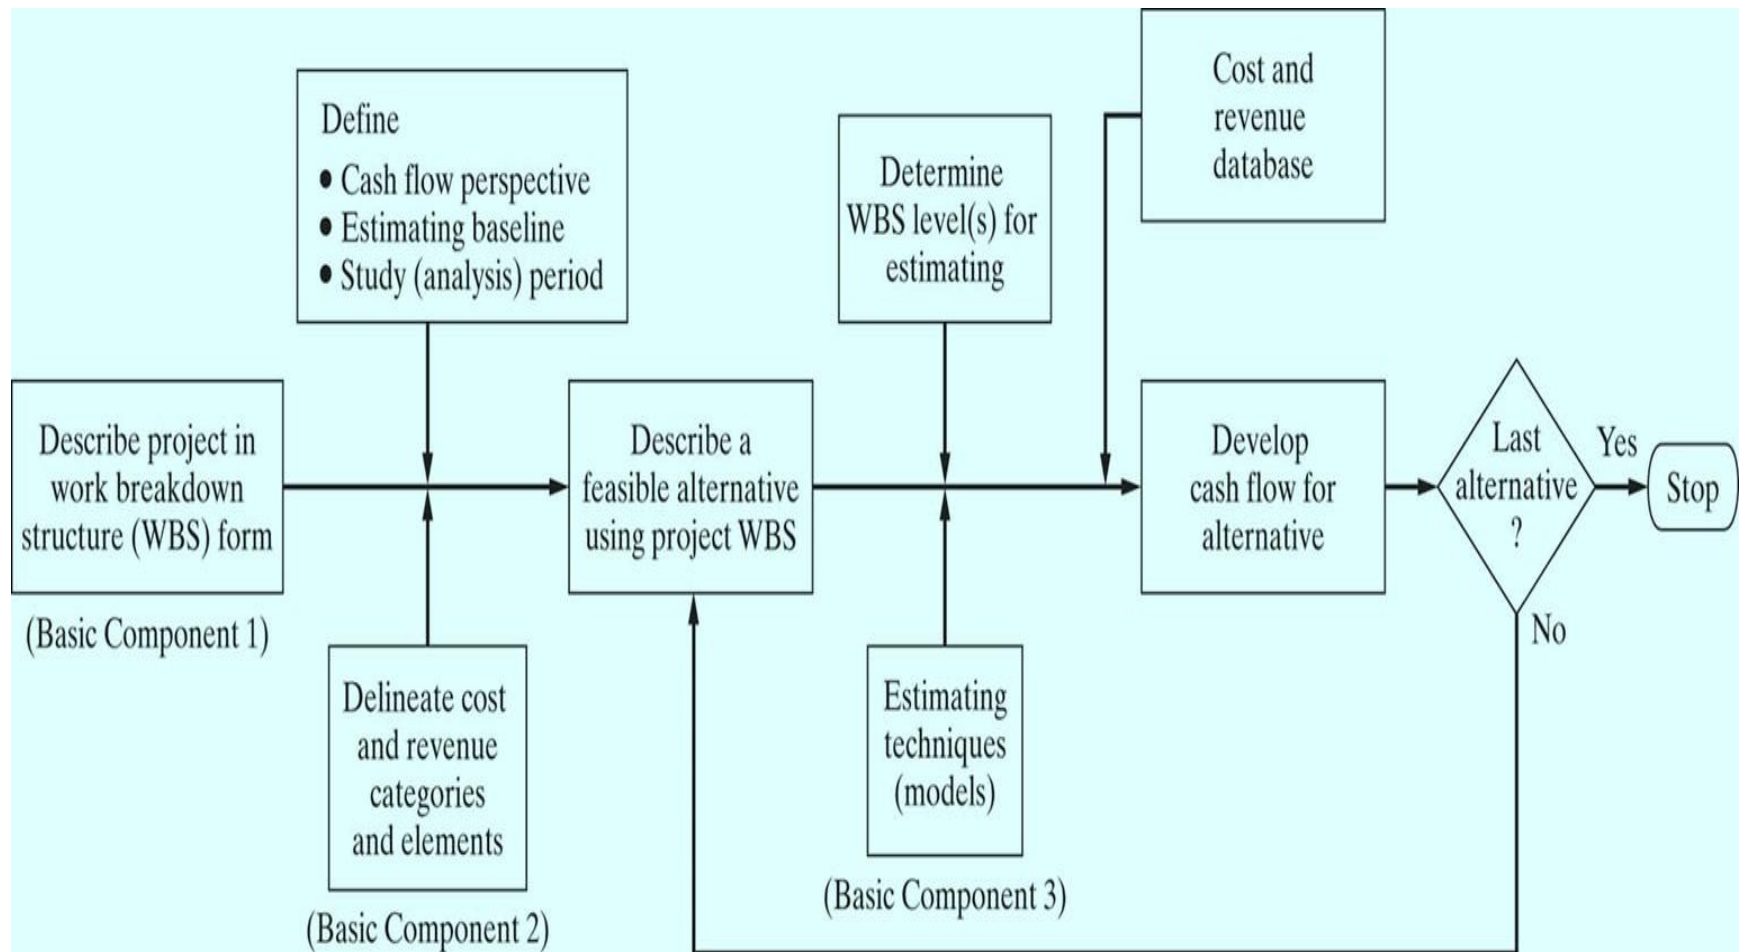 Cost and
revenue
database
Define
• Cash flow perspective
• Estimating baseline
• Study (analysis) period
Determine
WBS level(s) for
estimating
Describe project in
work breakdown
structure (WBS) form
(Basic Component 1)
Describe a
feasible alternative
using project WBS
Develop
cash flow for
alternative
Last
alternative
?
Yes
Stop
No
Delineate cost
and revenue
categories
and elements
(Basic Component 2)
Estimating
techniques
(models)
(Basic Component 3)